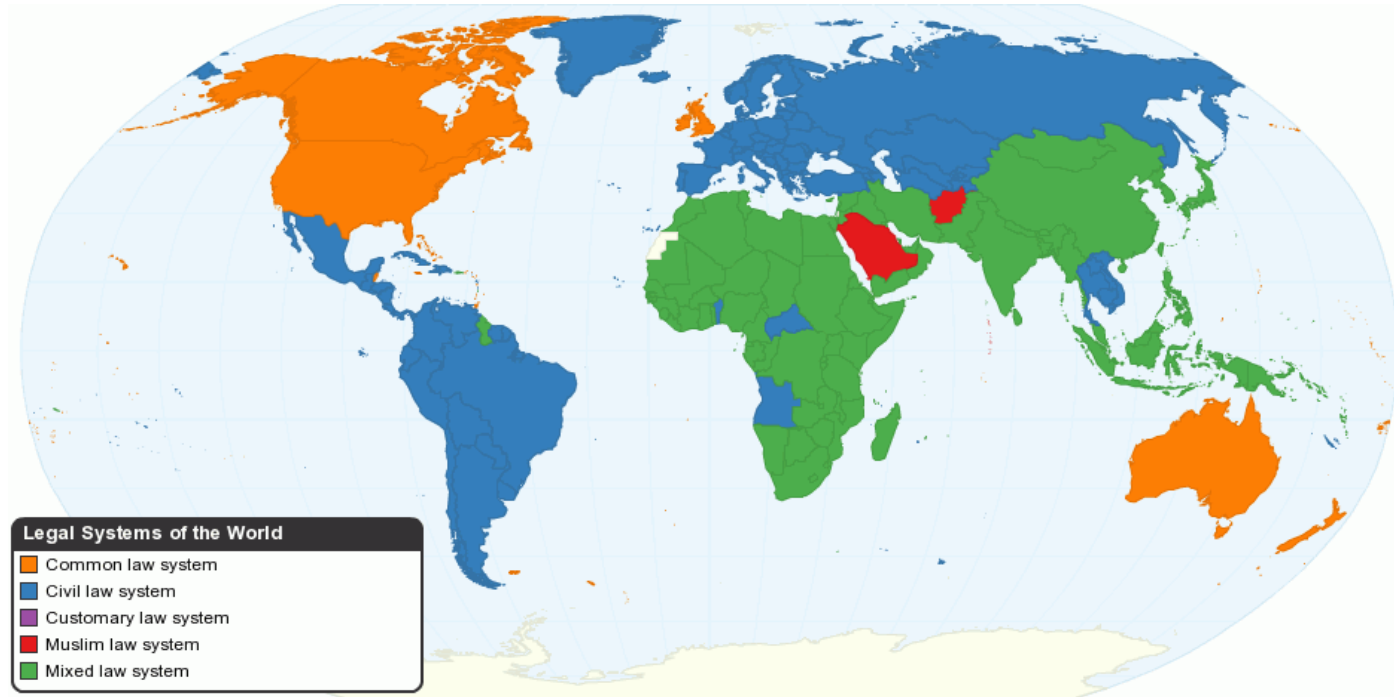 Legal Systems of the World
Common law system
Civil law system
Customary law system
Muslim law system
Mixed law system